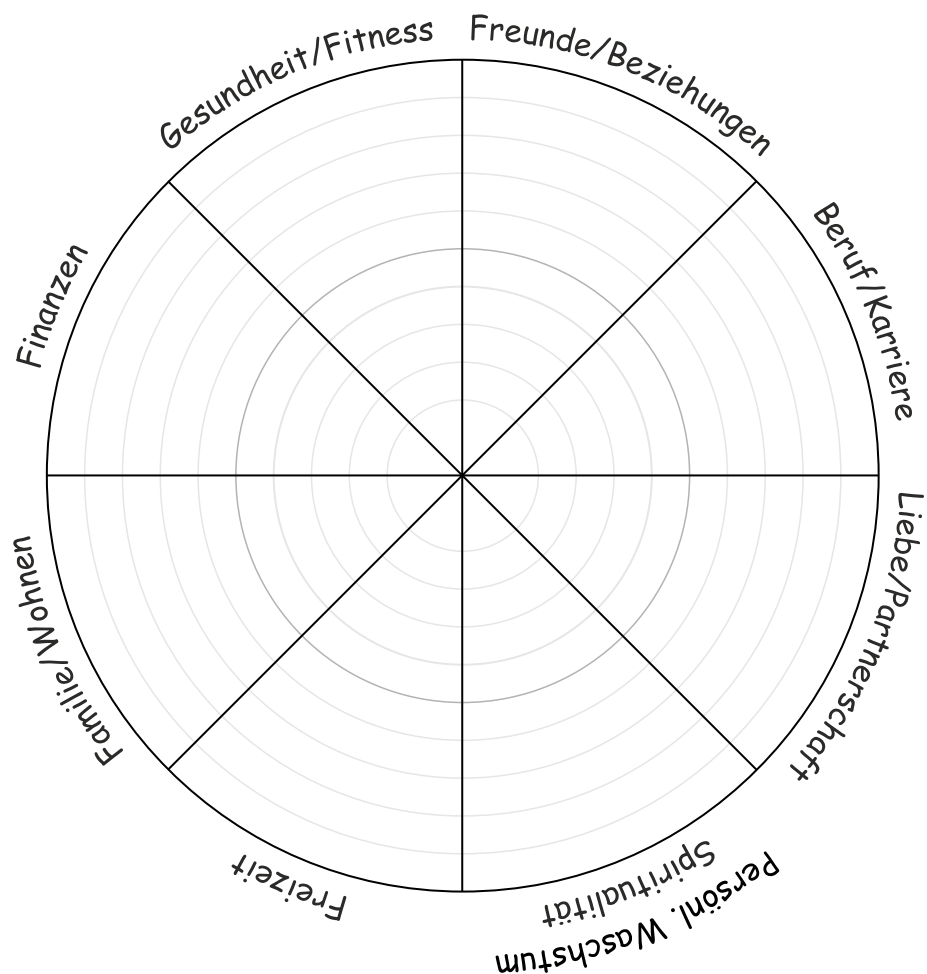 Gesundheit/Fitness
Freunde/Beziehungen
Beruf/Karriere
Liebe/Partnerschaft
Persönl. Waschstum
Spiritualität
Freizeit
Familie/Wohnen
Finanzen